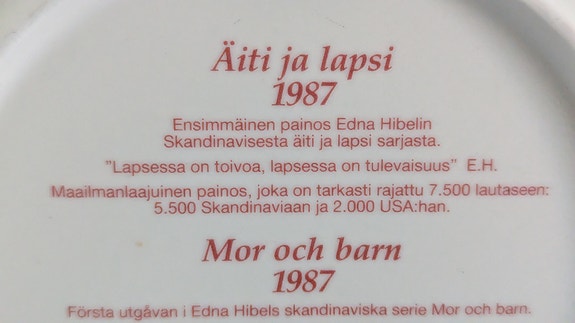 Äiti ja lapsi
1987
Ensimmäinen painos Edna Hibelin
Skandinavisesta äiti ja lapsi sarjasta.
"Lapsessa on toivoa, lapsessa on tulevaisuus" E.H.
Maailmanlaajuinen painos, joka on tarkasti rajattu 7.500 lautaseen:
5.500 Skandinaviaan ja 2.000 USA:han.
Mor och barn
1987
Första utgåvan i Edna Hibels skandinaviska serie Mor och barn.